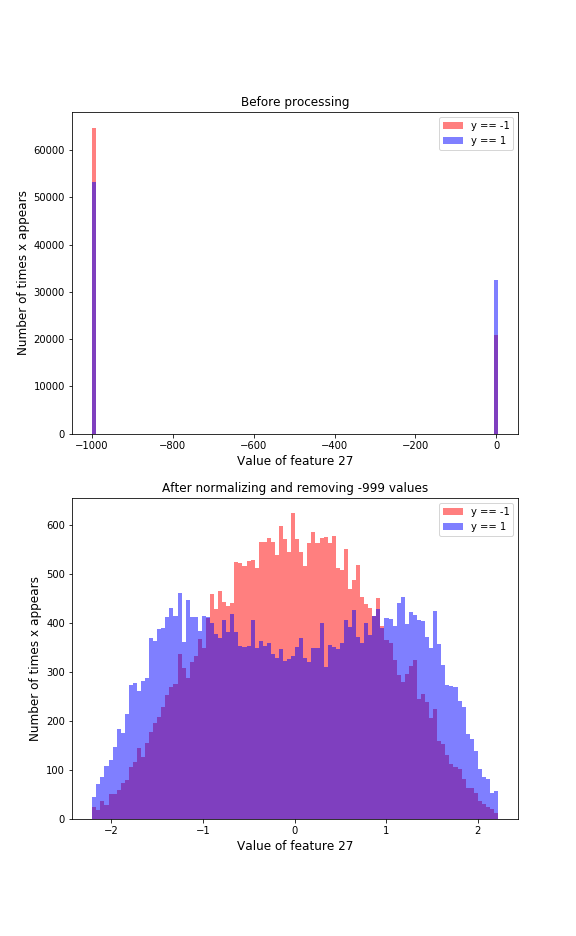 Before processing
y == -1
y == 1
60000
50000
40000
30000
20000
10000
0
Number of times x appears
−1000 −800 −600 −400 −200 0
Value of feature 27
After normalizing and removing -999 values
y == -1
y == 1
600
500
400
300
200
100
0
Number of times x appears
−2 −1 0 1 2
Value of feature 27